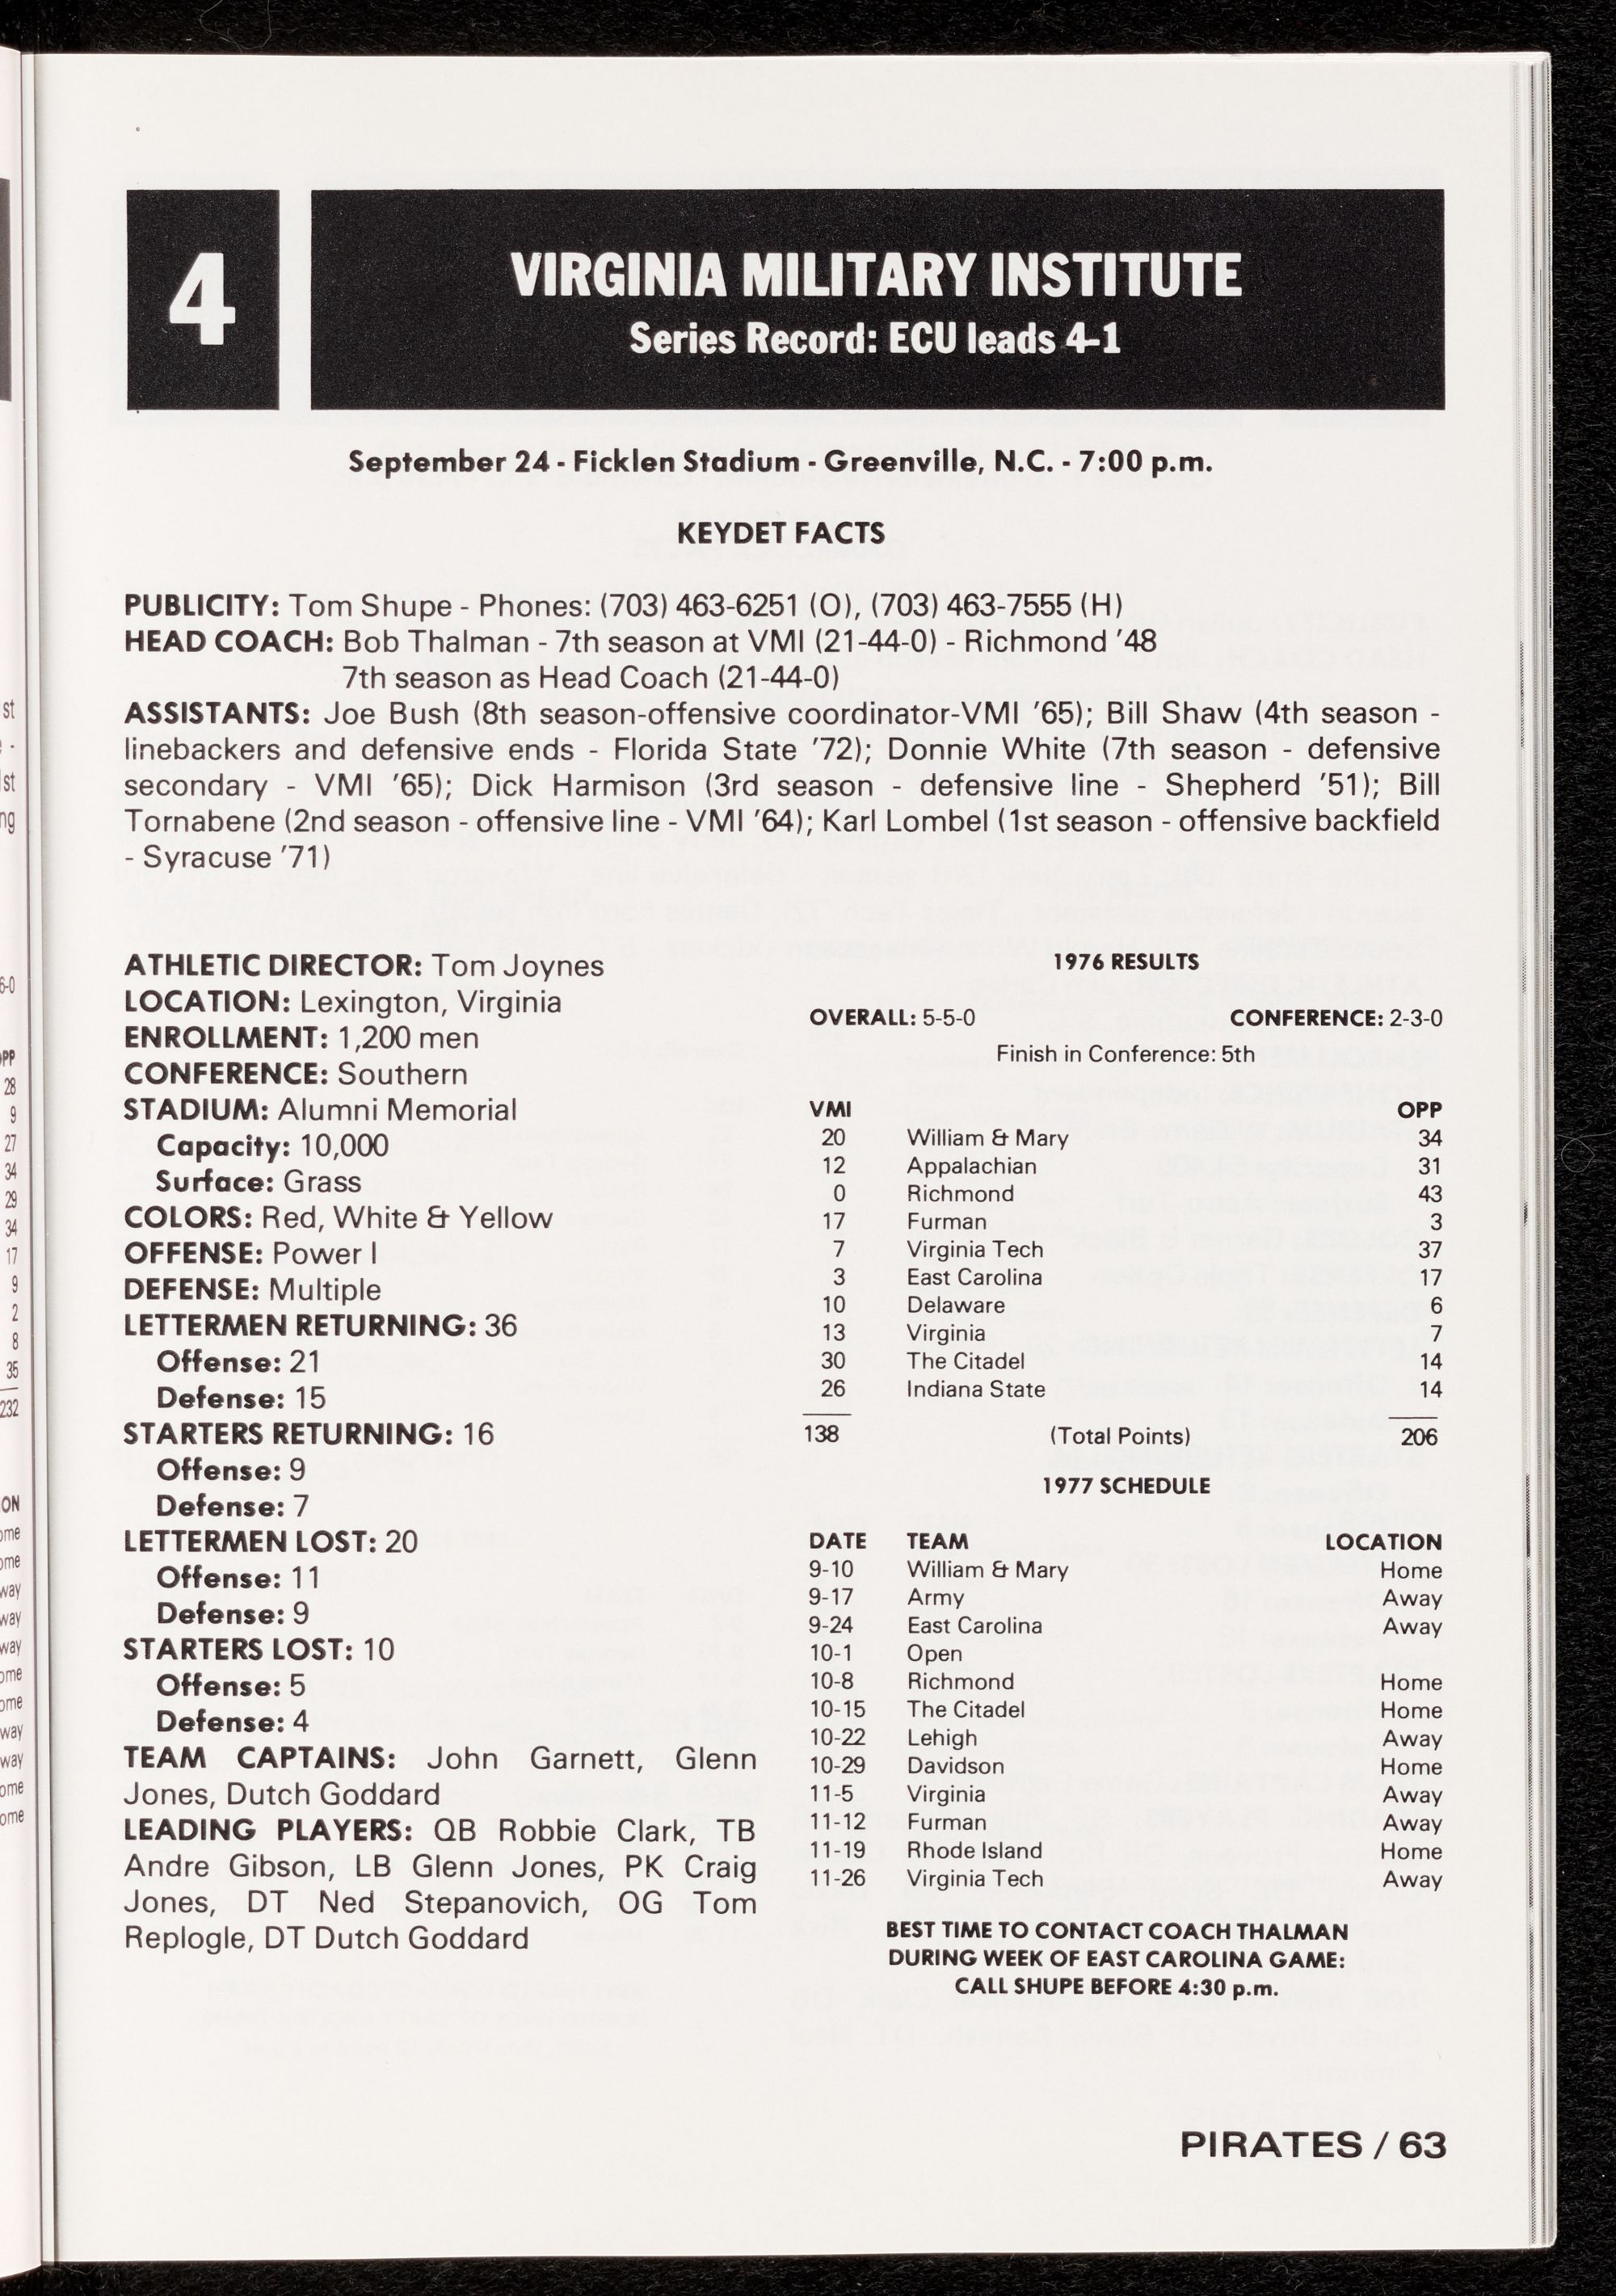 4
VIRGINIA MILITARY INSTITUTE
Series Record: ECU leads 4-1
September 24 - Ficklen Stadium - Greenville, N.C. - 7:00 p.m.
KEYDET FACTS
PUBLICITY: Tom Shupe - Phones: (703) 463-6251 (O), (703) 463-7555 (H)
HEAD COACH: Bob Thalman - 7th season at VMI (21-44-0) - Richmond '48
7th season as Head Coach (21-44-0)
ASSISTANTS: Joe Bush (8th season-offensive coordinator-VMI '65); Bill Shaw (4th season -
linebackers and defensive ends - Florida State '72); Donnie White (7th season - defensive
secondary - VMI '65); Dick Harmison (3rd season - defensive line - Shepherd '51); Bill
Tornabene (2nd season - offensive line - VMI '64); Karl Lombel (1st season - offensive backfield
- Syracuse '71)
ATHLETIC DIRECTOR: Tom Joynes
LOCATION: Lexington, Virginia
ENROLLMENT: 1,200 men
CONFERENCE: Southern
STADIUM: Alumni Memorial
Capacity: 10,000
Surface: Grass
COLORS: Red, White & Yellow
OFFENSE: Power I
DEFENSE: Multiple
LETTERMEN RETURNING: 36
Offense: 21
Defense: 15
STARTERS RETURNING: 16
Offense: 9
Defense: 7
LETTERMEN LOST: 20
Offense: 11
Defense: 9
STARTERS LOST: 10
Offense: 5
Defense: 4
TEAM CAPTAINS: John Garnett, Glenn
Jones, Dutch Goddard
LEADING PLAYERS: QB Robbie Clark, TB
Andre Gibson, LB Glenn Jones, PK Craig
Jones, DT Ned Stepanovich, OG Tom
Replogle, DT Dutch Goddard
1976 RESULTS
OVERALL: 5-5-0 CONFERENCE: 2-3-0
Finish in Conference: 5th
VMI OPP
20 William & Mary 34
12 Appalachian 31
0 Richmond 43
17 Furman 3
7 Virginia Tech 37
3 East Carolina 17
10 Delaware 6
13 Virginia 7
30 The Citadel 14
26 Indiana State 14
138 (Total Points) 206
1977 SCHEDULE
DATE TEAM LOCATION
9-10 William & Mary Home
9-17 Army Away
9-24 East Carolina Away
10-1 Open
10-8 Richmond Home
10-15 The Citadel Home
10-22 Lehigh Away
10-29 Davidson Home
11-5 Virginia Away
11-12 Furman Away
11-19 Rhode Island Home
11-26 Virginia Tech Away
BEST TIME TO CONTACT COACH THALMAN
DURING WEEK OF EAST CAROLINA GAME:
CALL SHUPE BEFORE 4:30 p.m.
PIRATES / 63